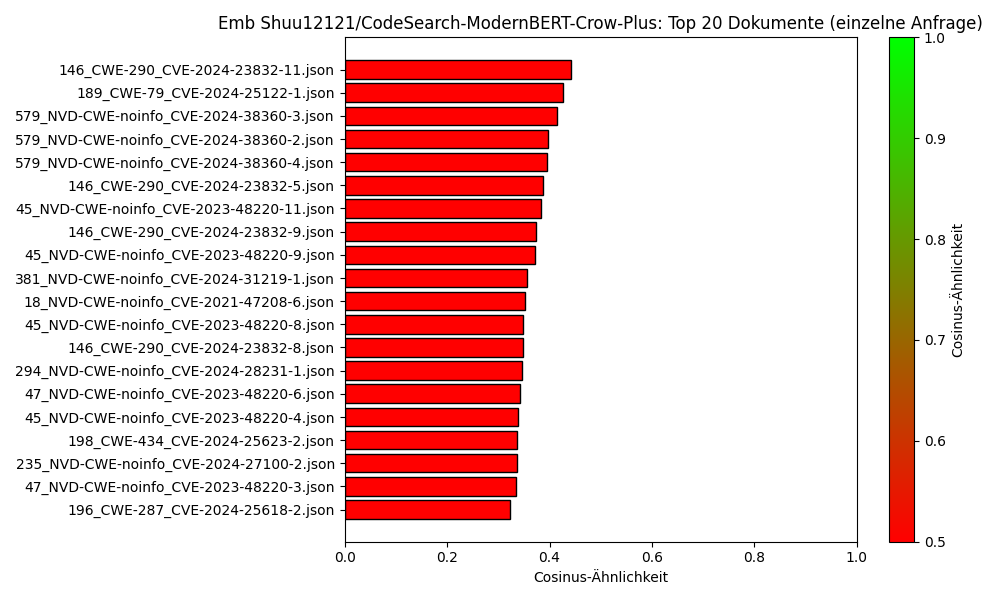 Emb Shuu12121/CodeSearch-ModernBERT-Crow-Plus: Top 20 Dokumente (einzelne Anfrage)
146_CWE-290_CVE-2024-23832-11.json
189_CWE-79_CVE-2024-25122-1.json
579_NVD-CWE-noinfo_CVE-2024-38360-3.json
579_NVD-CWE-noinfo_CVE-2024-38360-2.json
579_NVD-CWE-noinfo_CVE-2024-38360-4.json
146_CWE-290_CVE-2024-23832-5.json
45_NVD-CWE-noinfo_CVE-2023-48220-11.json
146_CWE-290_CVE-2024-23832-9.json
45_NVD-CWE-noinfo_CVE-2023-48220-9.json
381_NVD-CWE-noinfo_CVE-2024-31219-1.json
18_NVD-CWE-noinfo_CVE-2021-47208-6.json
45_NVD-CWE-noinfo_CVE-2023-48220-8.json
146_CWE-290_CVE-2024-23832-8.json
294_NVD-CWE-noinfo_CVE-2024-28231-1.json
47_NVD-CWE-noinfo_CVE-2023-48220-6.json
45_NVD-CWE-noinfo_CVE-2023-48220-4.json
198_CWE-434_CVE-2024-25623-2.json
235_NVD-CWE-noinfo_CVE-2024-27100-2.json
47_NVD-CWE-noinfo_CVE-2023-48220-3.json
196_CWE-287_CVE-2024-25618-2.json
0.0 0.2 0.4 0.6 0.8 1.0
Cosinus-Ähnlichkeit
1.0
0.9
0.8
0.7
0.6
0.5
Cosinus-Ähnlichkeit